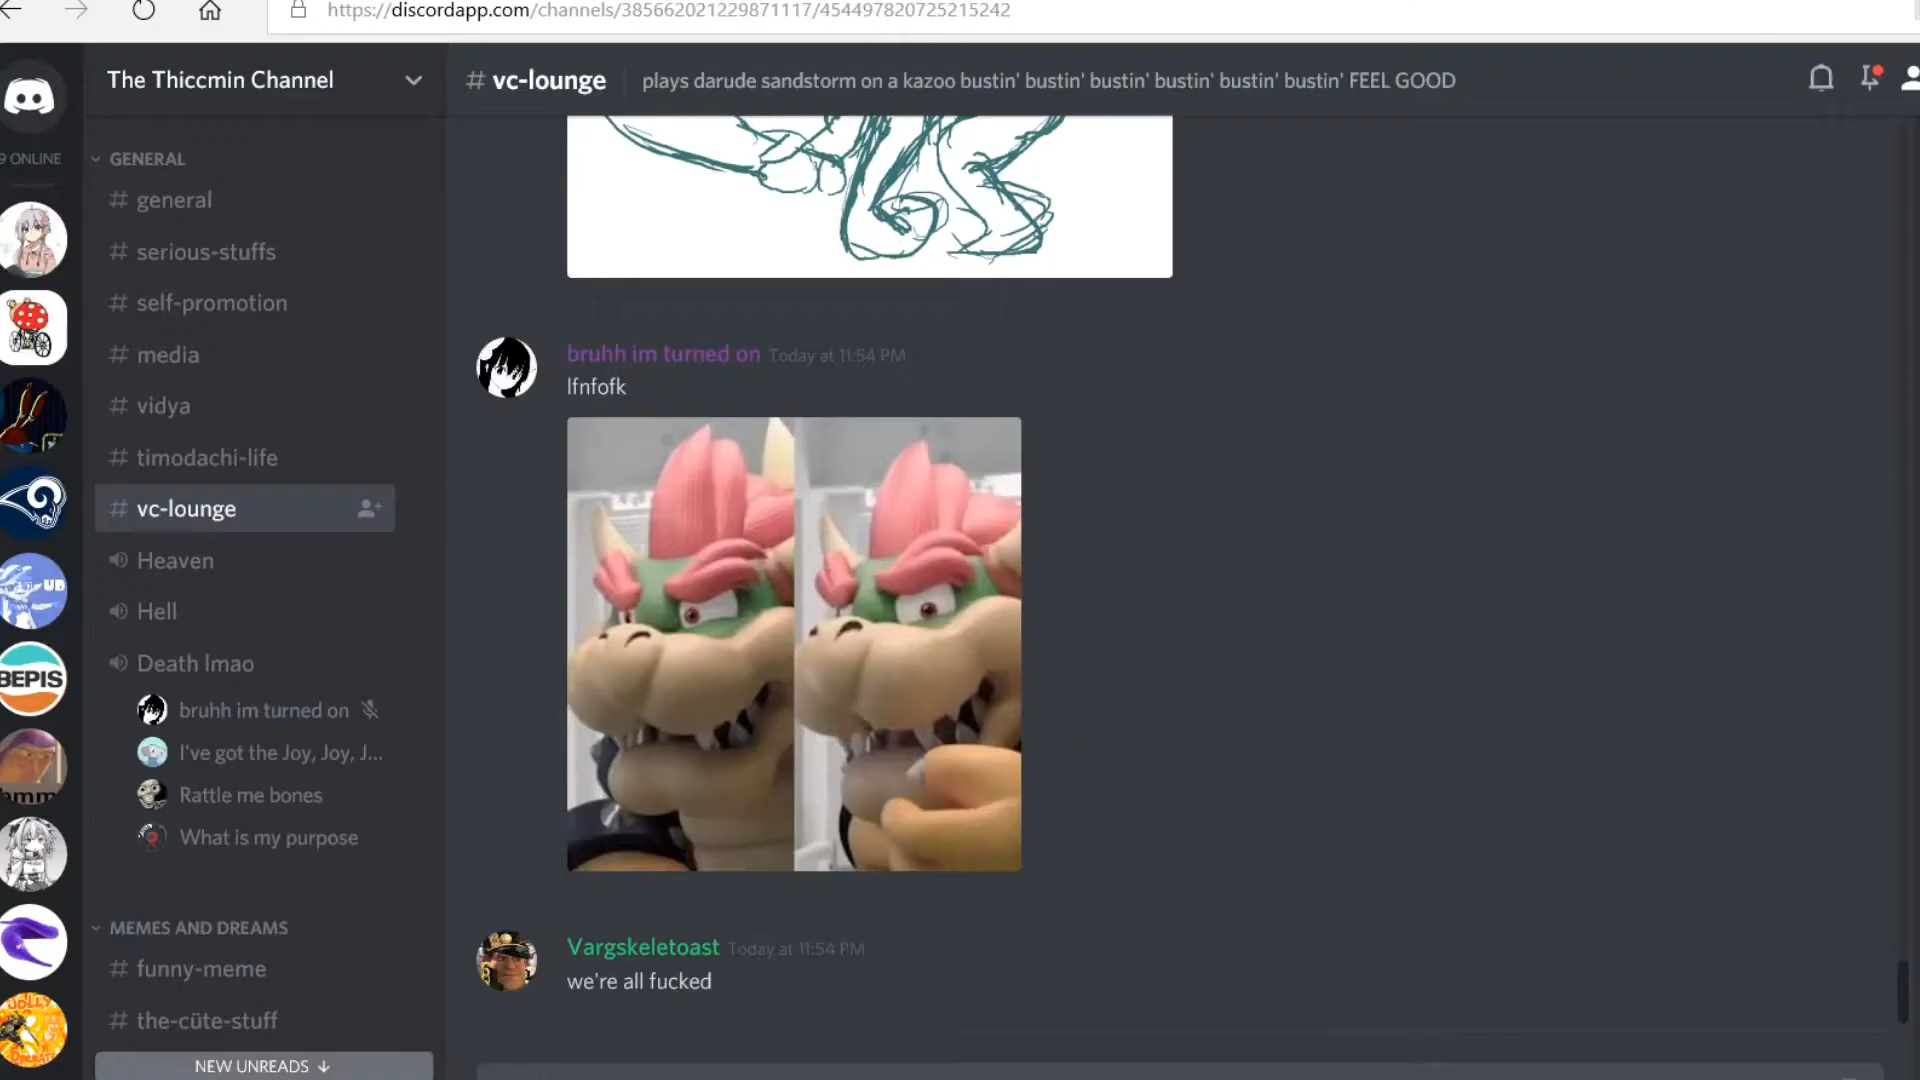 https://discordapp.com/channels/385662021229871117/454497820725215242
The Thiccmin Channel
# vc-lounge
plays darude sandstorm on a kazoo bustin' bustin' bustin' bustin' bustin' bustin' FEEL GOOD
9 ONLINE
GENERAL
# general
# serious-stuffs
# self-promotion
# media
# vidya
# timodachi-life
# vc-lounge
Heaven
Hell
Death lmao
bruhh im turned on
I've got the Joy, Joy, J...
Rattle me bones
What is my purpose
MEMES AND DREAMS
# funny-meme
# the-cüte-stuff
NEW UNREADS ↓
UB
BEPIS
hmm
JOLLY
bruhh im turned on Today at 11:54 PM
lfnfofk
Vargskeletoast Today at 11:54 PM
we're all fucked